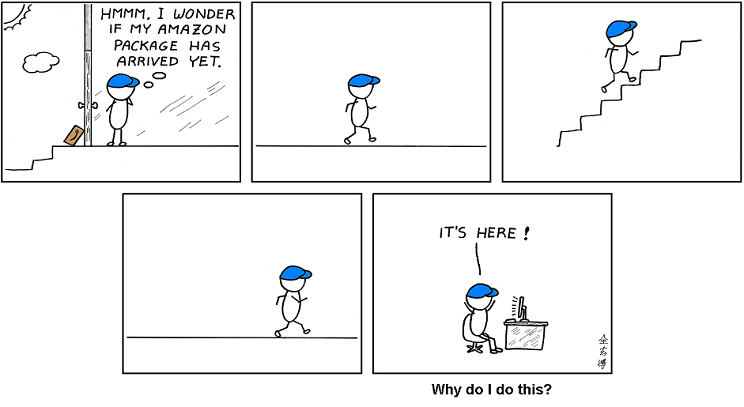 HMMM, I WONDER
IF MY AMAZON
PACKAGE HAS
ARRIVED YET.
IT'S HERE!
Why do I do this?